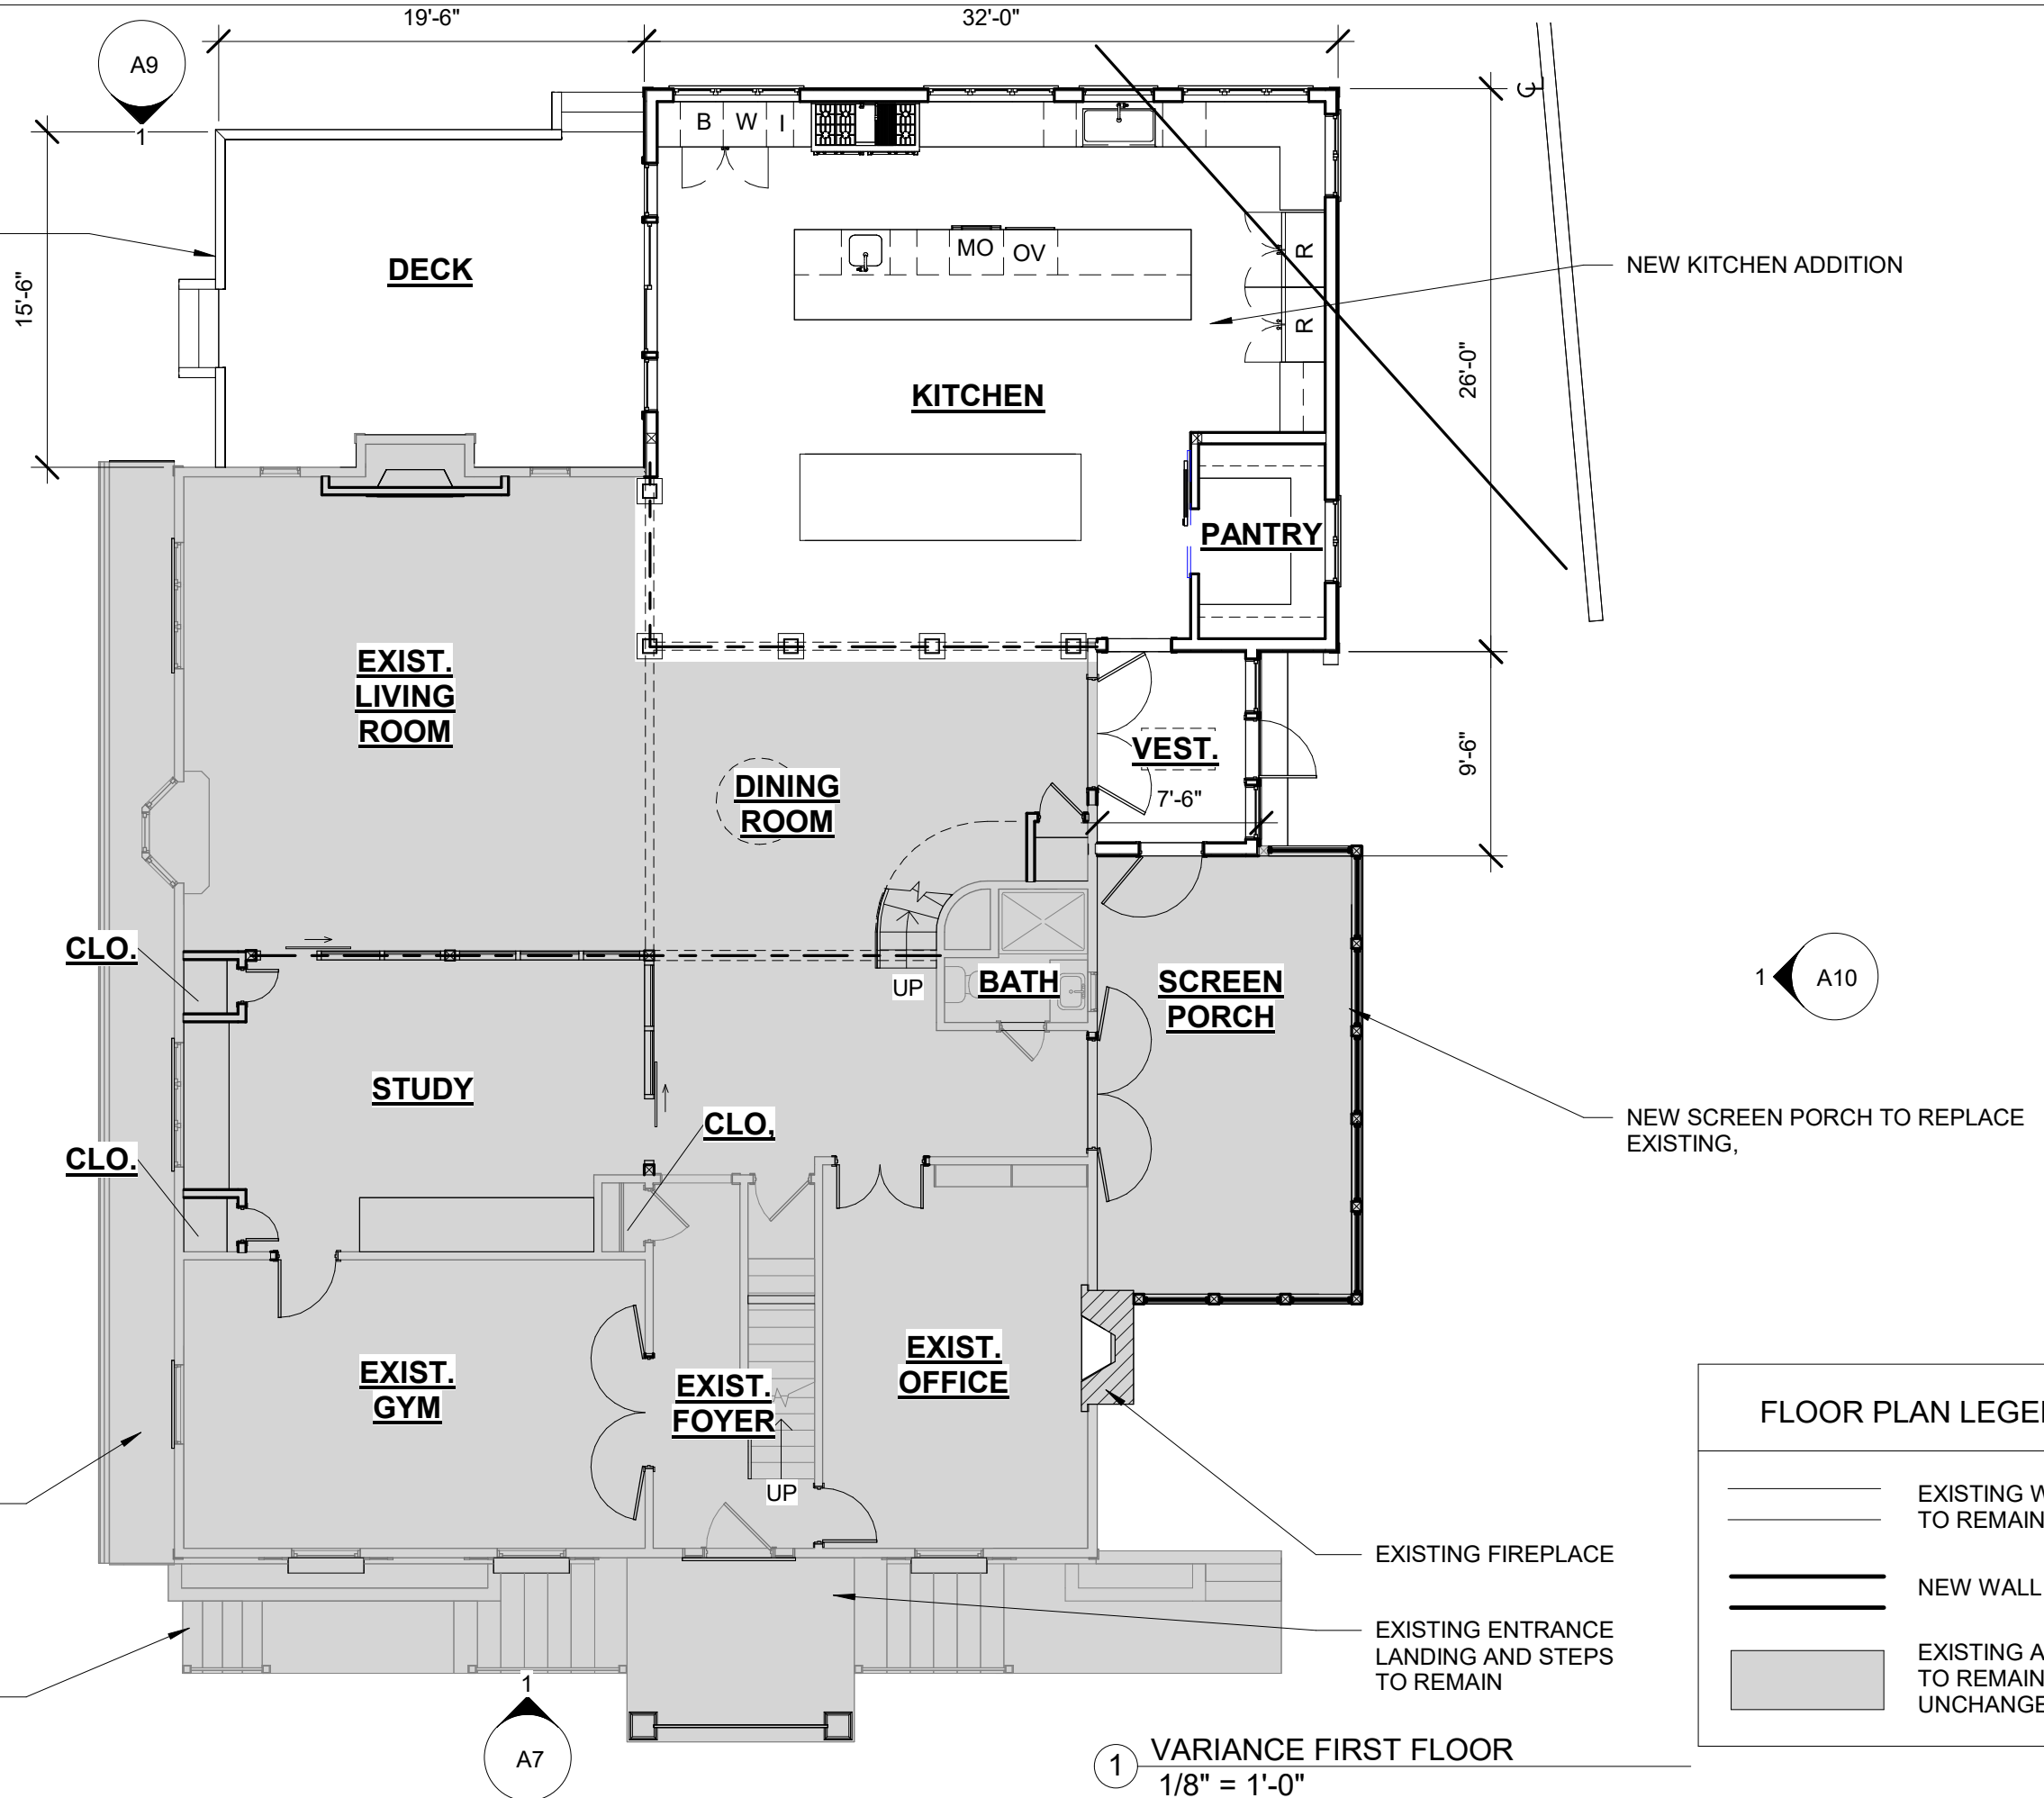 19'-6"
32'-0"
A9
1
℄
B W I
15'-6"
DECK
MO OV
R
R
NEW KITCHEN ADDITION
KITCHEN
26'-0"
PANTRY
EXIST.
LIVING
ROOM
DINING
ROOM
VEST.
7'-6"
9'-6"
CLO.
UP
BATH
SCREEN
PORCH
1
A10
STUDY
CLO,
CLO.
NEW SCREEN PORCH TO REPLACE
EXISTING,
EXIST.
GYM
EXIST.
FOYER
EXIST.
OFFICE
UP
EXISTING FIREPLACE
EXISTING ENTRANCE
LANDING AND STEPS
TO REMAIN
1
A7
1 VARIANCE FIRST FLOOR
1/8" = 1'-0"
FLOOR PLAN LEGE
EXISTING W
TO REMAIN
NEW WALL
EXISTING A
TO REMAIN
UNCHANGE